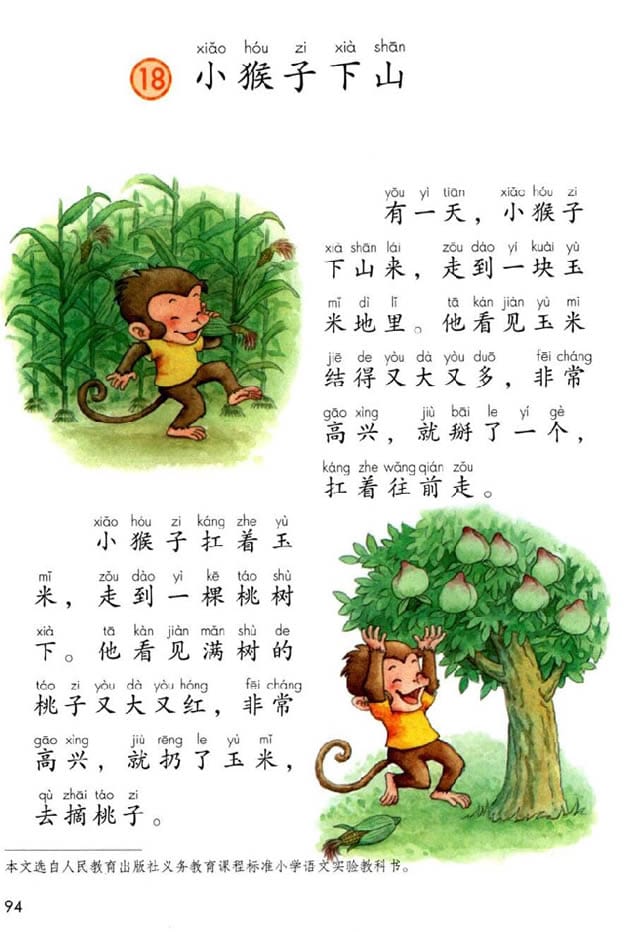 xiǎo hóu zi xià shān
18 小猴子下山
yǒu yì tiān xiǎo hóu zi
有一天，小猴子
xià shān lái zǒu dào yí kuài yù
下山来，走到一块玉
mǐ dì lǐ tā kàn jiàn yù mǐ
米地里。他看见玉米
jiē de yòu dà yòu duō fēi cháng
结得又大又多，非常
gāo xìng jiù bāi le yí gè
高兴，就掰了一个，
káng zhe wǎng qián zǒu
扛着往前走。
xiǎo hóu zi káng zhe yù
小猴子扛着玉
mǐ zǒu dào yì kē táo shù
米，走到一棵桃树
xià tā kàn jiàn mǎn shù de
下。他看见满树的
táo zi yòu dà yòu hóng fēi cháng
桃子又大又红，非常
gāo xìng jiù rēng le yù mǐ
高兴，就扔了玉米，
qù zhāi táo zi
去摘桃子。
本文选自人民教育出版社义务教育课程标准小学语文实验教科书。
94